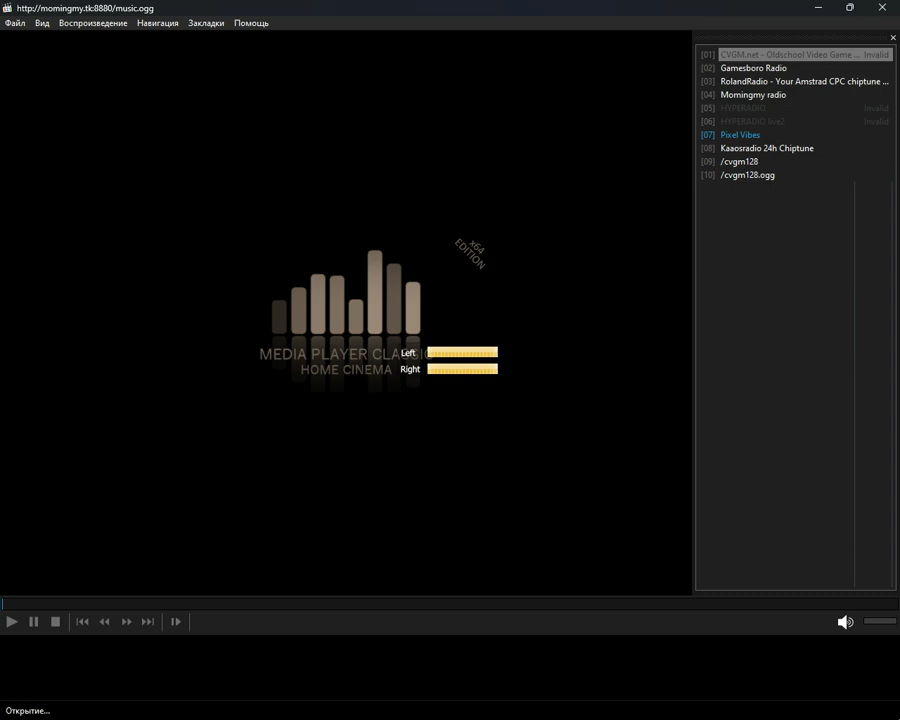 http://momingmy.tk:8880/music.ogg
Файл Вид Воспроизведение Навигация Закладки Помощь
[01] CVGM.net - Oldschool Video Game ... Invalid
[02] Gamesboro Radio
[03] RolandRadio - Your Amstrad CPC chiptune ...
[04] Momingmy radio
[05] HYPERADIO Invalid
[06] HYPERADIO live2 Invalid
[07] Pixel Vibes
[08] Kaaosradio 24h Chiptune
[09] /cvgm128
[10] /cvgm128.ogg
x64
EDITION
MEDIA PLAYER CLASSIC
HOME CINEMA
Left
Right
Открытие...